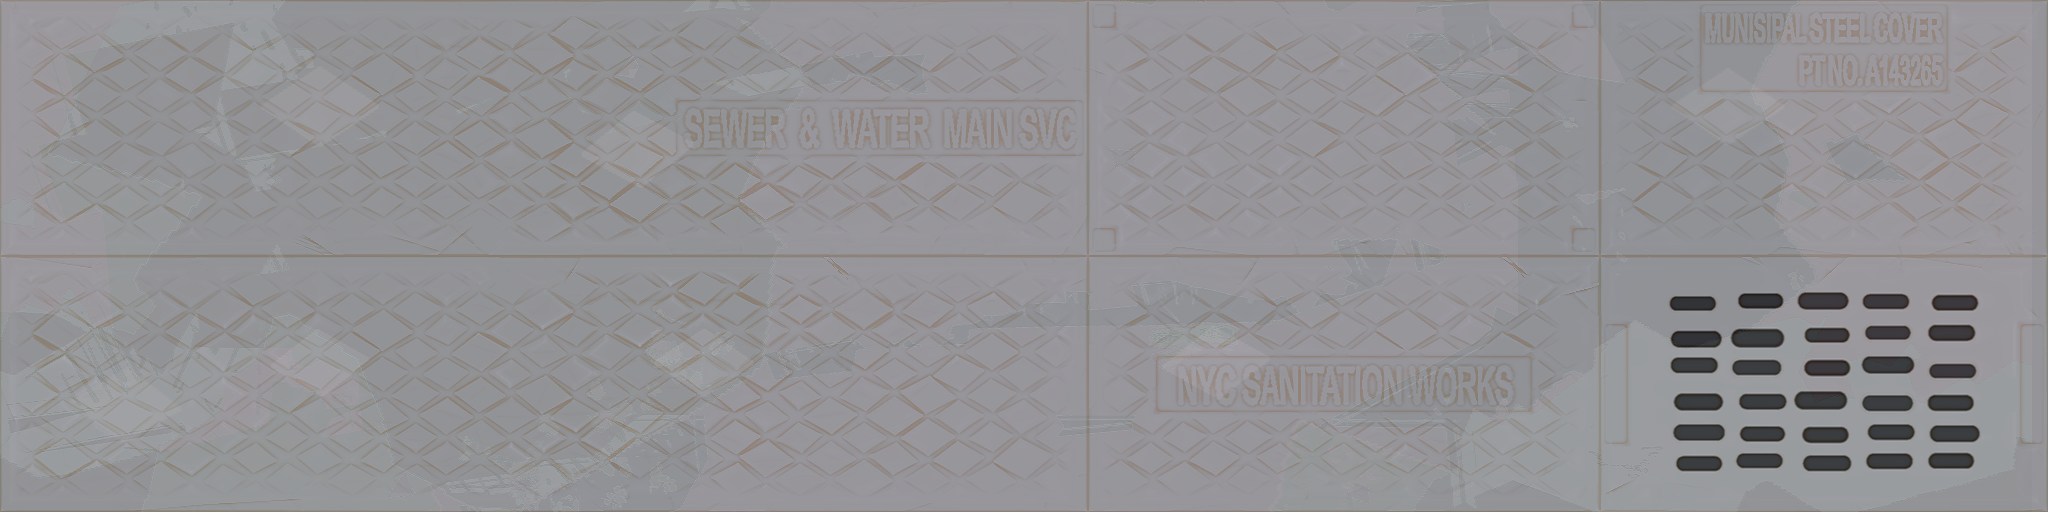 MUNISIPAL STEEL COVER
PT NO. A143265
SEWER & WATER MAIN SVC
NYC SANITATION WORKS